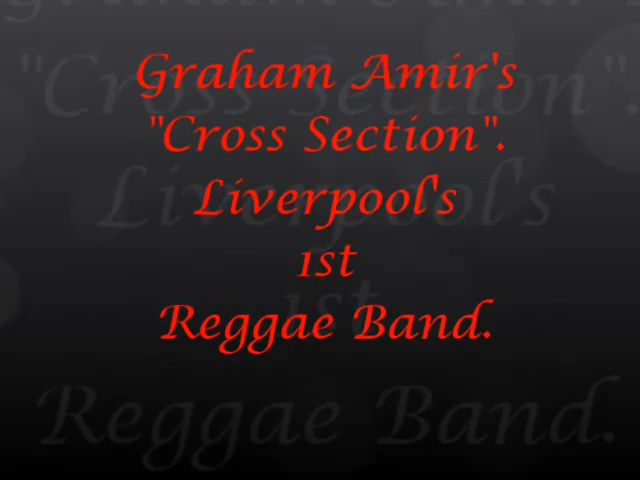 Graham Amir's
"Cross Section".
Liverpool's
1st
Reggae Band.